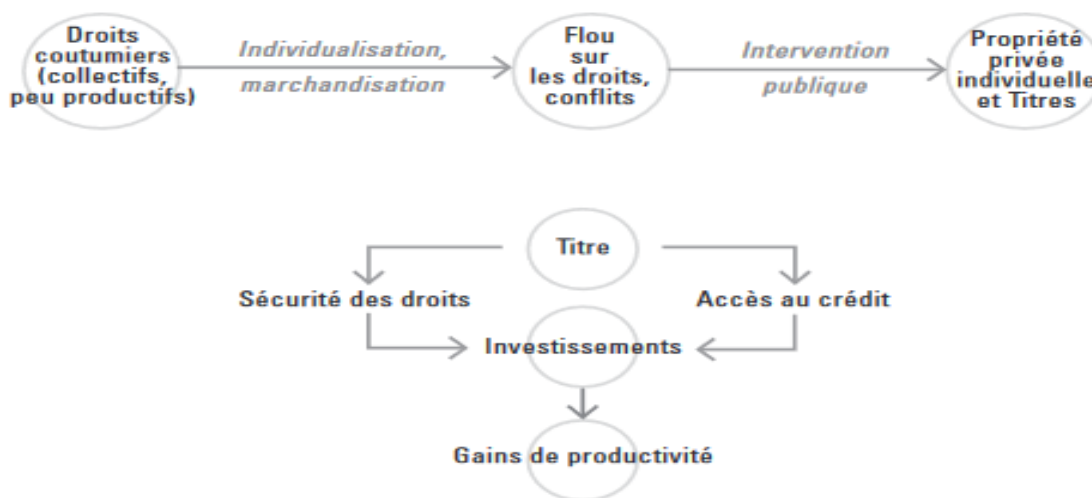 Droits
coutumiers
(collectifs,
peu productifs)
Individualisation,
marchandisation
Flou
sur
les droits,
conflits
Intervention
publique
Propriété
privée
individuelle
et Titres
Titre
Sécurité des droits
Accès au crédit
Investissements
Gains de productivité